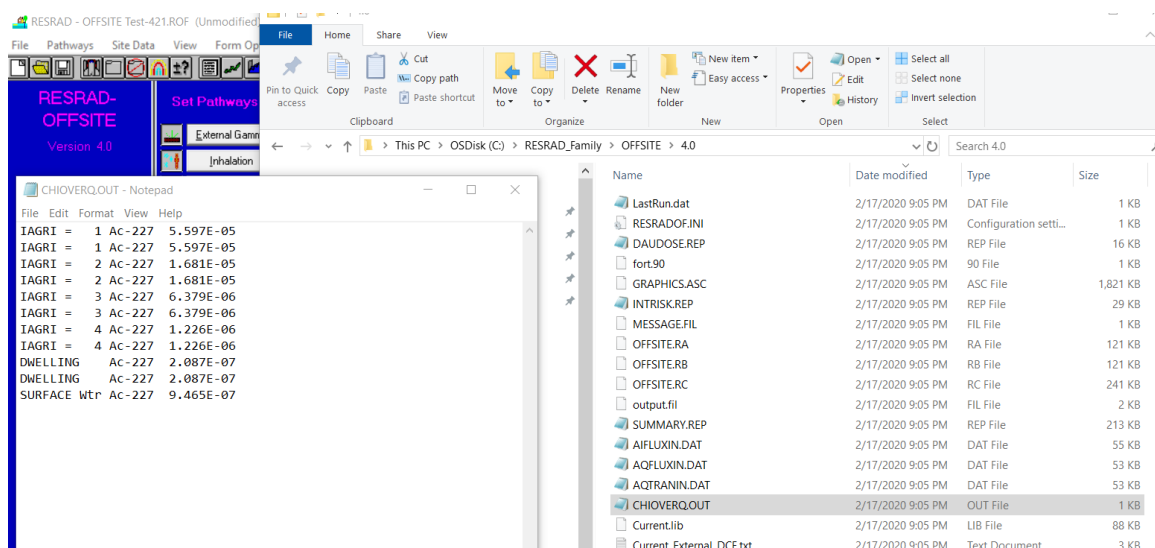 RESRAD - OFFSITE Test-421.ROF (Unmodified
File Pathways Site Data View Form Op
RESRAD-
OFFSITE
Version 4.0
Set Pathways
External Gamm
Inhalation
File Home Share View
Pin to Quick access
Copy
Paste
Cut
Copy path
Paste shortcut
Clipboard
Move to
Copy to
Delete
Rename
Organize
New folder
New item
Easy access
New
Properties
Open
Edit
History
Open
Select all
Select none
Invert selection
Select
This PC > OSDisk (C:) > RESRAD_Family > OFFSITE > 4.0
Search 4.0
CHIOVERQ.OUT - Notepad
File Edit Format View Help
IAGRI = 1 Ac-227 5.597E-05
IAGRI = 1 Ac-227 5.597E-05
IAGRI = 2 Ac-227 1.681E-05
IAGRI = 2 Ac-227 1.681E-05
IAGRI = 3 Ac-227 6.379E-06
IAGRI = 3 Ac-227 6.379E-06
IAGRI = 4 Ac-227 1.226E-06
IAGRI = 4 Ac-227 1.226E-06
DWELLING Ac-227 2.087E-07
DWELLING Ac-227 2.087E-07
SURFACE Wtr Ac-227 9.465E-07
Name Date modified Type Size
LastRun.dat 2/17/2020 9:05 PM DAT File 1 KB
RESRADOF.INI 2/17/2020 9:05 PM Configuration setti... 1 KB
DAUDOSE.REP 2/17/2020 9:05 PM REP File 16 KB
fort.90 2/17/2020 9:05 PM 90 File 1 KB
GRAPHICS.ASC 2/17/2020 9:05 PM ASC File 1,821 KB
INTRISK.REP 2/17/2020 9:05 PM REP File 29 KB
MESSAGE.FIL 2/17/2020 9:05 PM FIL File 1 KB
OFFSITE.RA 2/17/2020 9:05 PM RA File 121 KB
OFFSITE.RB 2/17/2020 9:05 PM RB File 121 KB
OFFSITE.RC 2/17/2020 9:05 PM RC File 241 KB
output.fil 2/17/2020 9:05 PM FIL File 2 KB
SUMMARY.REP 2/17/2020 9:05 PM REP File 213 KB
AIFLUXIN.DAT 2/17/2020 9:05 PM DAT File 55 KB
AQFLUXIN.DAT 2/17/2020 9:05 PM DAT File 53 KB
AQTRANIN.DAT 2/17/2020 9:05 PM DAT File 53 KB
CHIOVERQ.OUT 2/17/2020 9:05 PM OUT File 1 KB
Current.lib 2/17/2020 9:05 PM LIB File 88 KB
Current_External_DCF.txt 2/17/2020 9:05 PM Text Document 3 KB